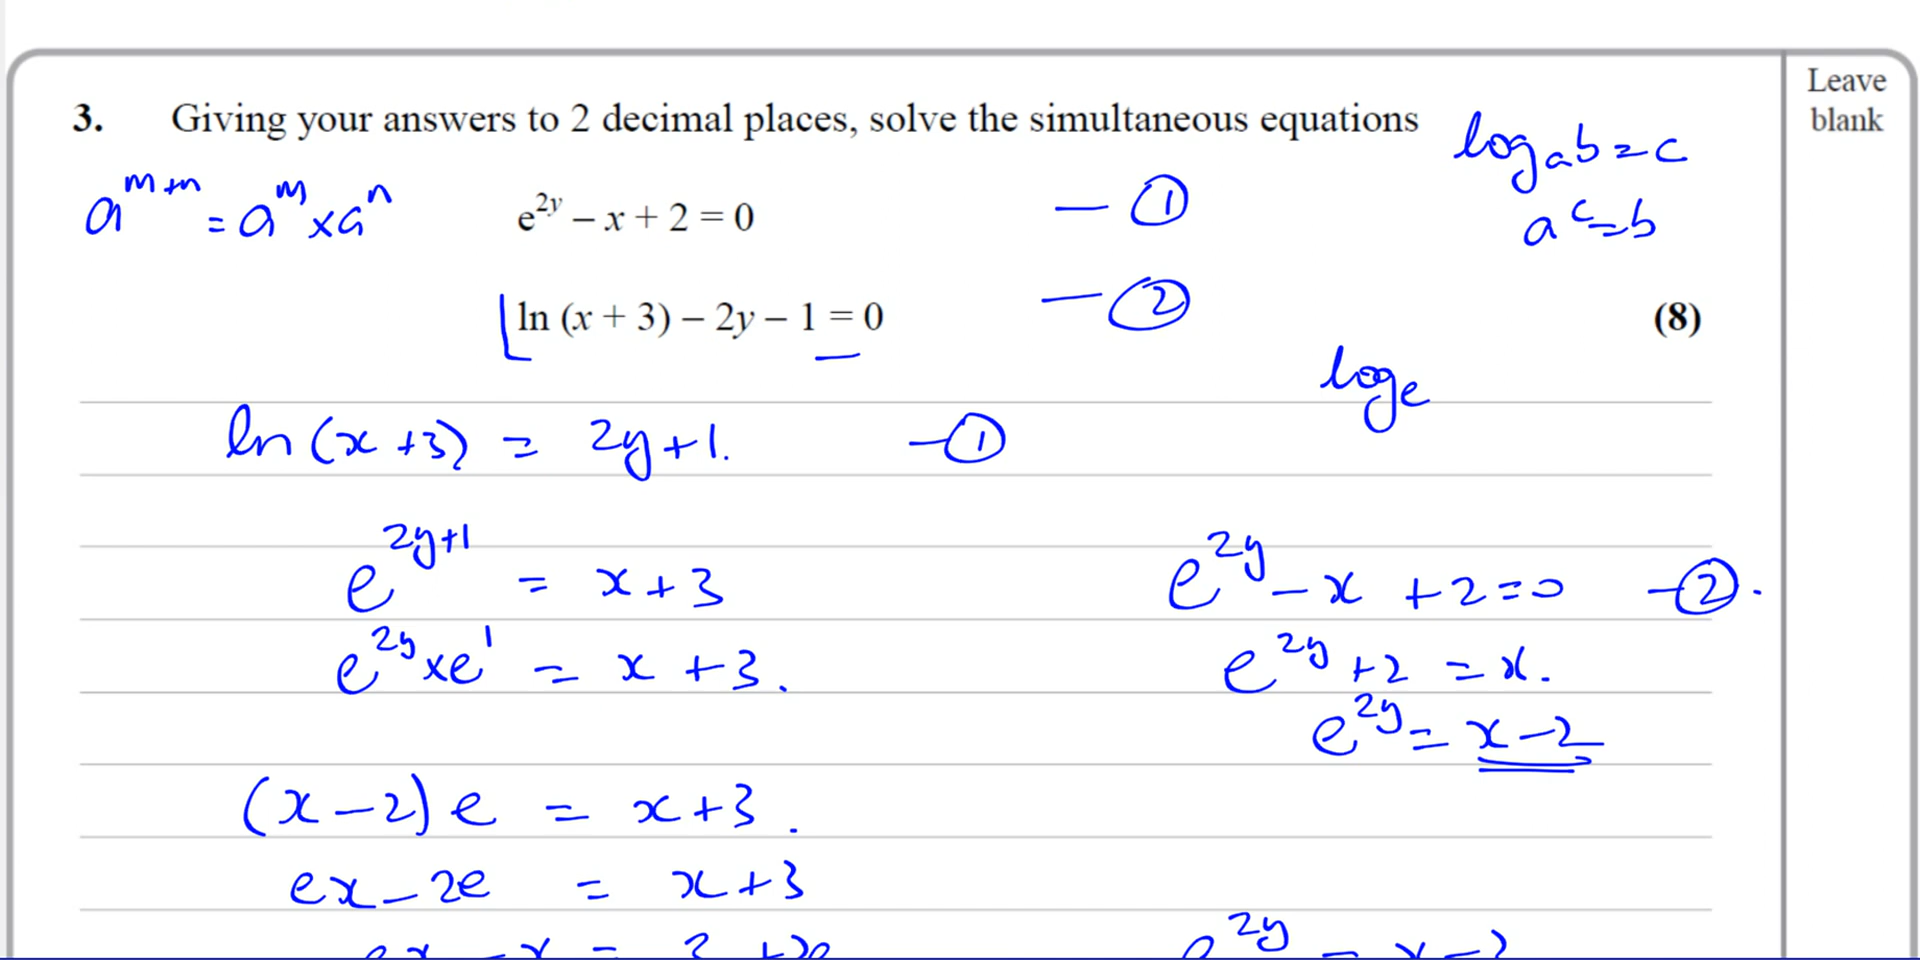 Leave
blank
3. Giving your answers to 2 decimal places, solve the simultaneous equations
log_a b = c
a^{m+n} = a^m × a^n
e^{2y} – x + 2 = 0 — ①
a^c = b
ln (x + 3) – 2y – 1 = 0 — ②
(8)
log_e
ln (x + 3) = 2y + 1. — ①
e^{2y+1} = x + 3
e^{2y} – x + 2 = 0 — ②.
e^{2y} × e^1 = x + 3.
e^{2y} + 2 = x.
e^{2y} = x – 2
(x – 2) e = x + 3.
ex – 2e = x + 3